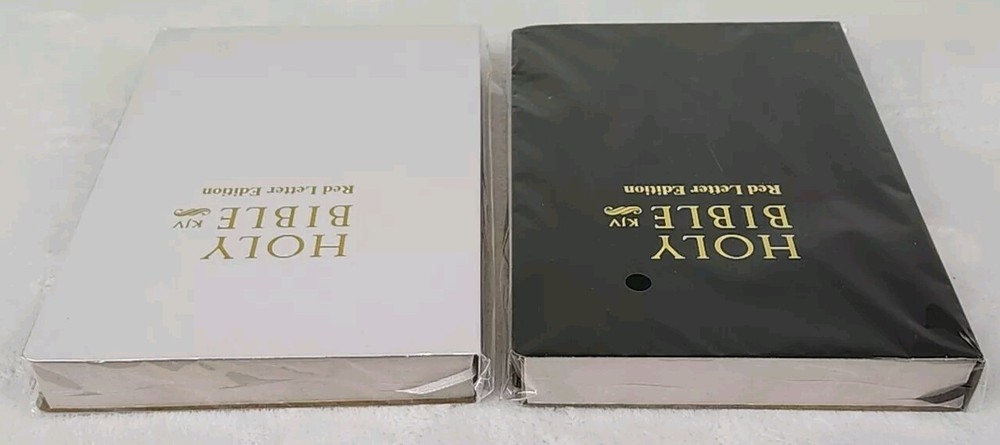 HOLY
BIBLE KJV
Red Letter Edition
HOLY
BIBLE KJV
Red Letter Edition